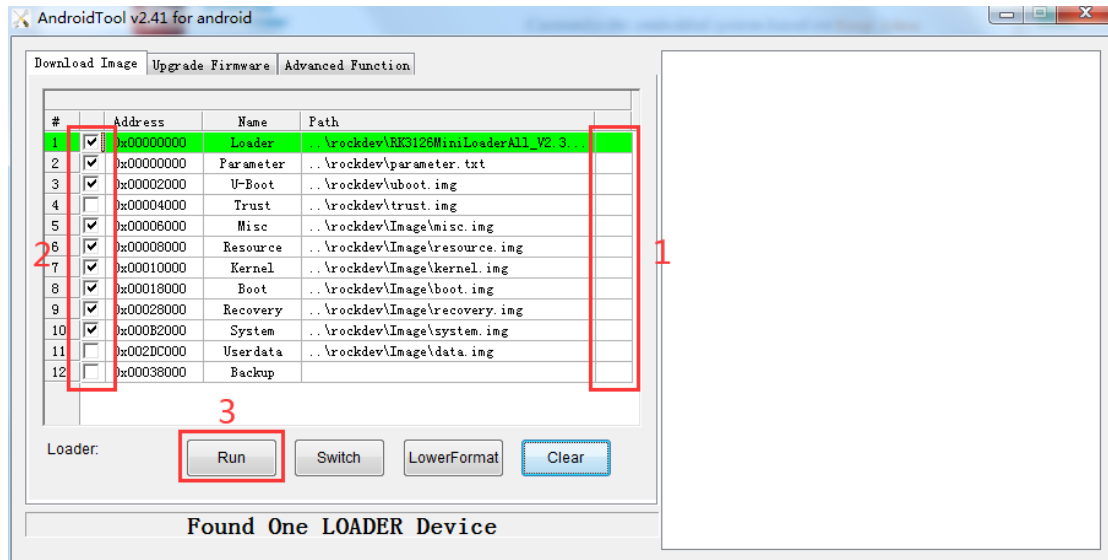 AndroidTool v2.41 for android
Download Image Upgrade Firmware Advanced Function
# Address Name Path
1 0x00000000 Loader ..\rockdev\RK3126MiniLoaderAll_V2.3...
2 0x00000000 Parameter ..\rockdev\parameter.txt
3 0x00002000 U-Boot ..\rockdev\uboot.img
4 0x00004000 Trust ..\rockdev\trust.img
5 0x00006000 Misc ..\rockdev\Image\misc.img
6 0x00008000 Resource ..\rockdev\Image\resource.img
7 0x00010000 Kernel ..\rockdev\Image\kernel.img
8 0x00018000 Boot ..\rockdev\Image\boot.img
9 0x00028000 Recovery ..\rockdev\Image\recovery.img
10 0x000B2000 System ..\rockdev\Image\system.img
11 0x002DC000 Userdata ..\rockdev\Image\data.img
12 0x00038000 Backup
2
1
3
Loader:
Run Switch LowerFormat Clear
Found One LOADER Device